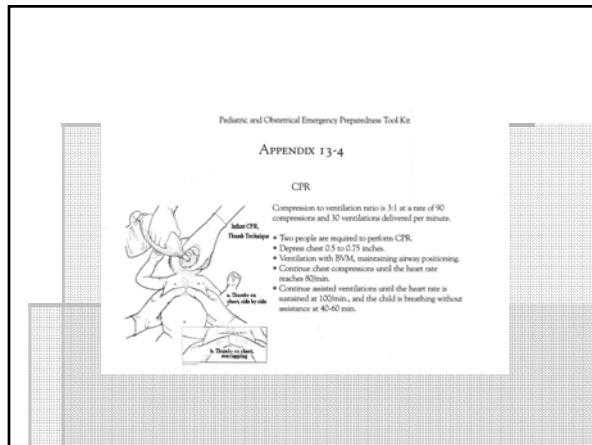 Pediatric and Obstetrical Emergency Preparedness Tool Kit
APPENDIX 13-4
CPR
Compression to ventilation ratio is 3:1 at a rate of 90
compressions and 30 ventilations delivered per minute.
• Two people are required to perform CPR.
• Depress chest 0.5 to 0.75 inches.
• Ventilation with BVM, maintaining airway positioning.
• Continue chest compressions until the heart rate
reaches 80/min.
• Continue assisted ventilations until the heart rate is
sustained at 100/min., and the child is breathing without
assistance at 40-60 min.
Infant CPR,
Thumb Technique
a. Thumbs on
chest, side by side
b. Thumbs on chest,
overlapping